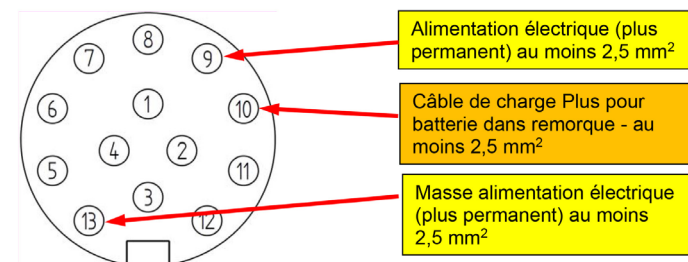 Alimentation électrique (plus
permanent) au moins 2,5 mm²
Câble de charge Plus pour
batterie dans remorque - au
moins 2,5 mm²
Masse alimentation électrique
(plus permanent) au moins
2,5 mm²
8
7
9
6
1
10
4
2
5
11
3
13
12